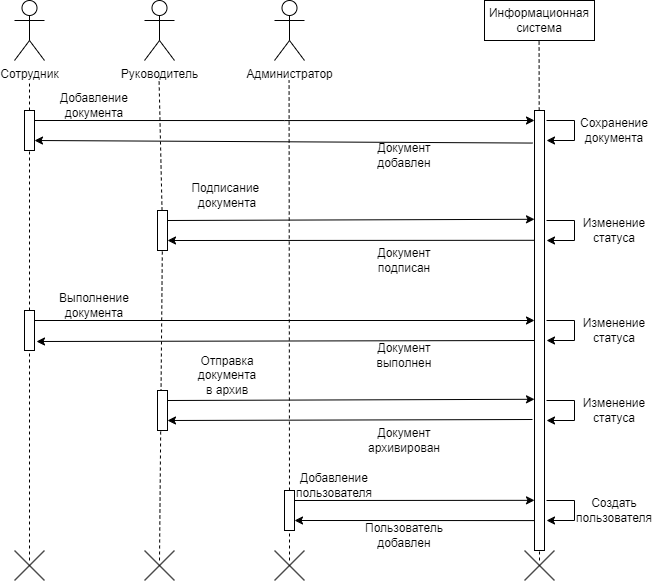 Информационная
система
Сотрудник
Руководитель
Администратор
Добавление
документа
Сохранение
документа
Документ
добавлен
Подписание
документа
Изменение
статуса
Документ
подписан
Выполнение
документа
Изменение
статуса
Документ
выполнен
Отправка
документа
в архив
Изменение
статуса
Документ
архивирован
Добавление
пользователя
Создать
пользователя
Пользователь
добавлен